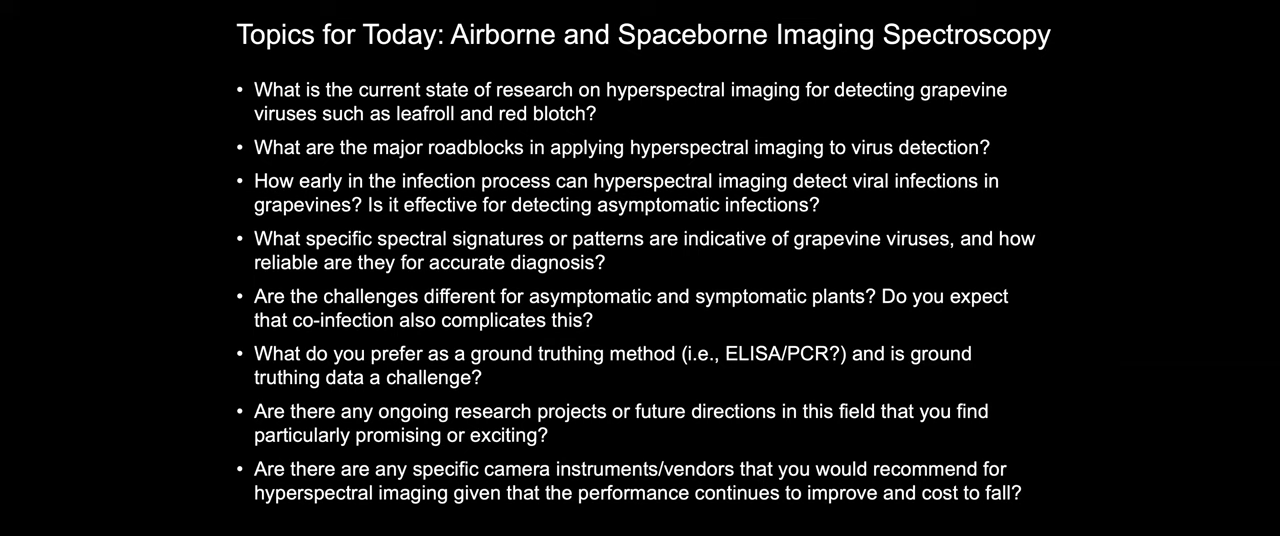 Topics for Today: Airborne and Spaceborne Imaging Spectroscopy
• What is the current state of research on hyperspectral imaging for detecting grapevine
viruses such as leafroll and red blotch?
• What are the major roadblocks in applying hyperspectral imaging to virus detection?
• How early in the infection process can hyperspectral imaging detect viral infections in
grapevines? Is it effective for detecting asymptomatic infections?
• What specific spectral signatures or patterns are indicative of grapevine viruses, and how
reliable are they for accurate diagnosis?
• Are the challenges different for asymptomatic and symptomatic plants? Do you expect
that co-infection also complicates this?
• What do you prefer as a ground truthing method (i.e., ELISA/PCR?) and is ground
truthing data a challenge?
• Are there any ongoing research projects or future directions in this field that you find
particularly promising or exciting?
• Are there are any specific camera instruments/vendors that you would recommend for
hyperspectral imaging given that the performance continues to improve and cost to fall?